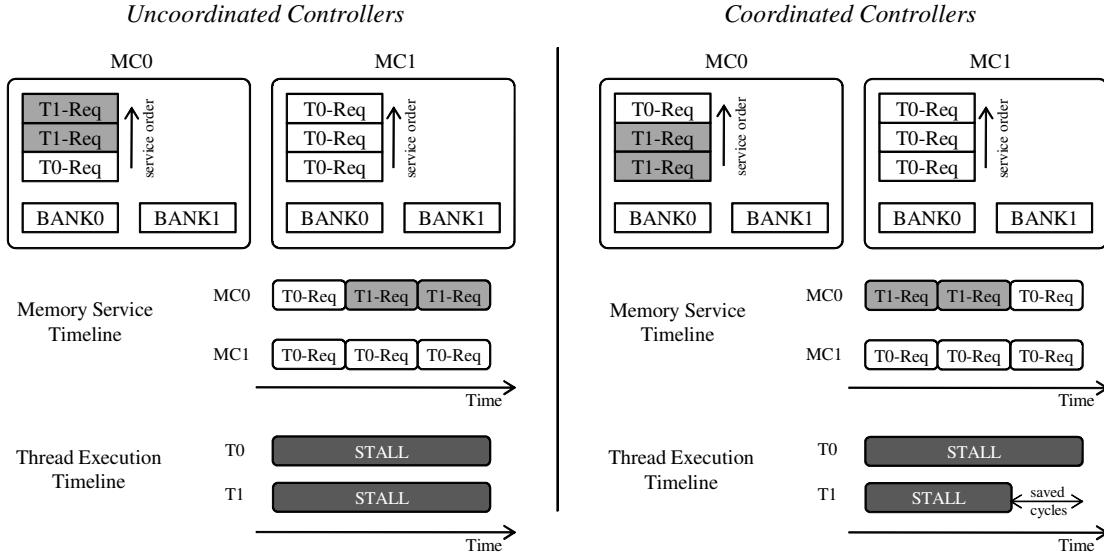 Uncoordinated Controllers
MC0
MC1
T1-Req
T1-Req
T0-Req
service order
BANK0
BANK1
T0-Req
T0-Req
T0-Req
service order
BANK0
BANK1
Memory Service
Timeline
MC0
T0-Req
T1-Req
T1-Req
MC1
T0-Req
T0-Req
T0-Req
Time
Thread Execution
Timeline
T0
STALL
T1
STALL
Time
Coordinated Controllers
MC0
MC1
T0-Req
T1-Req
T1-Req
service order
BANK0
BANK1
T0-Req
T0-Req
T0-Req
service order
BANK0
BANK1
Memory Service
Timeline
MC0
T1-Req
T1-Req
T0-Req
MC1
T0-Req
T0-Req
T0-Req
Time
Thread Execution
Timeline
T0
STALL
T1
STALL
saved
cycles
Time